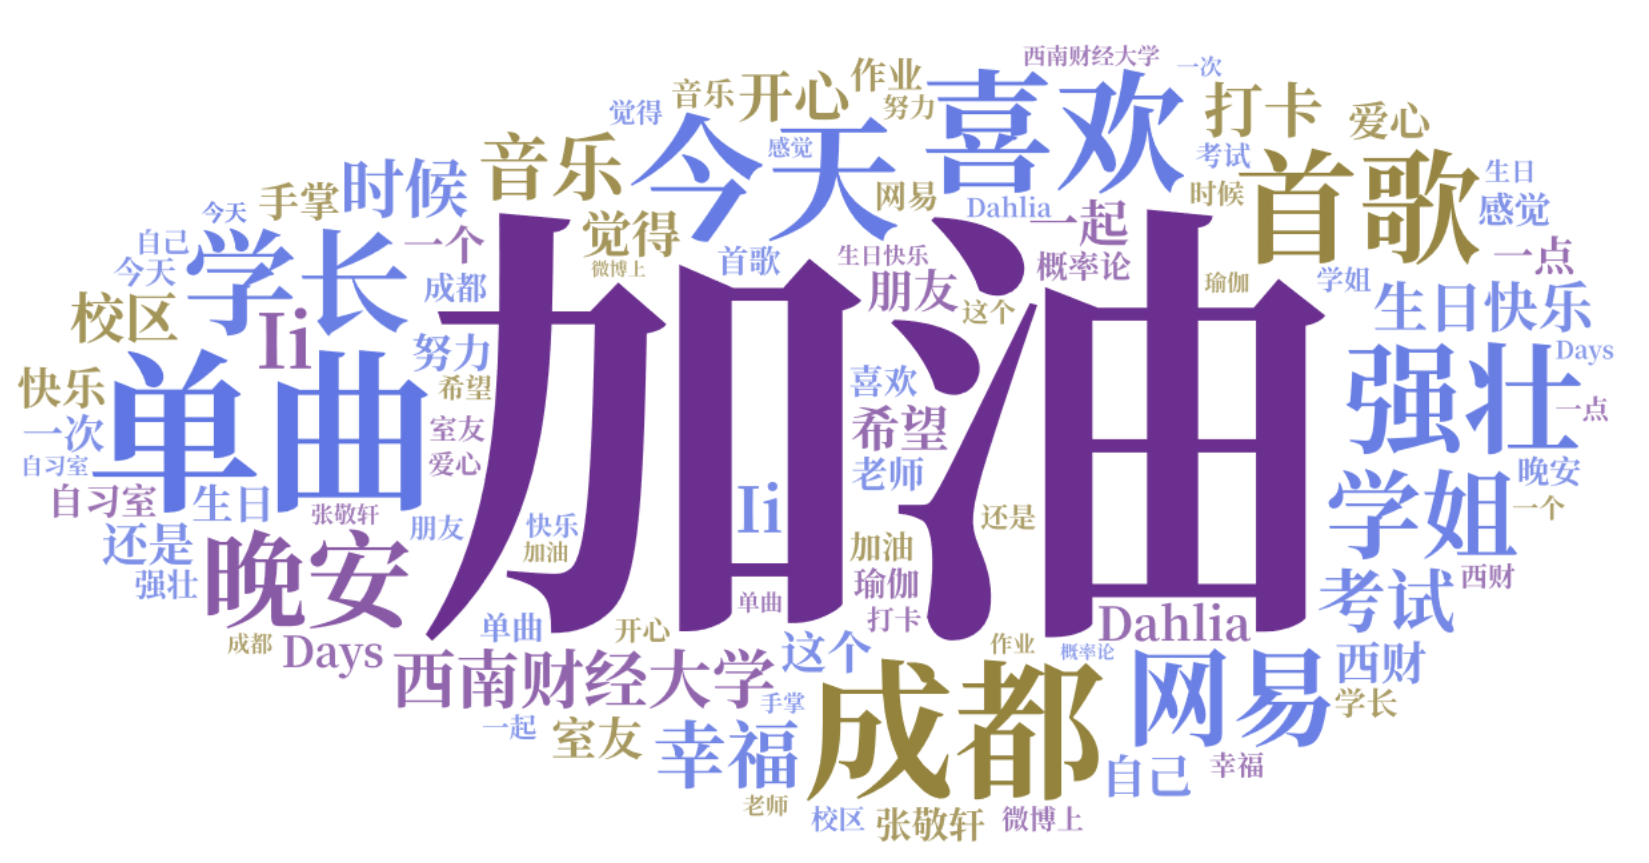 西南财经大学
一次
喜欢
作业
开心
音乐
努力
觉得
打卡
爱心
今天
感觉
考试
首歌
生日
音乐
时候
手掌
网易
时候
Dahlia
感觉
今天
觉得
一起
自己
学长
一个
首歌
生日快乐
概率论
一点
今天
成都
微博上
朋友
瑜伽
学姐
校区
Ii
这个
生日快乐
加油
努力
强壮
Days
快乐
单曲
希望
喜欢
一点
一次
室友
希望
自习室
爱心
老师
晚安
自习室
生日
张敬轩
Ii
学姐
一个
还是
朋友
快乐
还是
晚安
加油
加油
强壮
瑜伽
考试
西财
单曲
打卡
成都
Days
单曲
开心
Dahlia
这个
作业
概率论
西财
西南财经大学
手掌
成都
网易
学长
一起
室友
幸福
自己
幸福
老师
校区
张敬轩
微博上